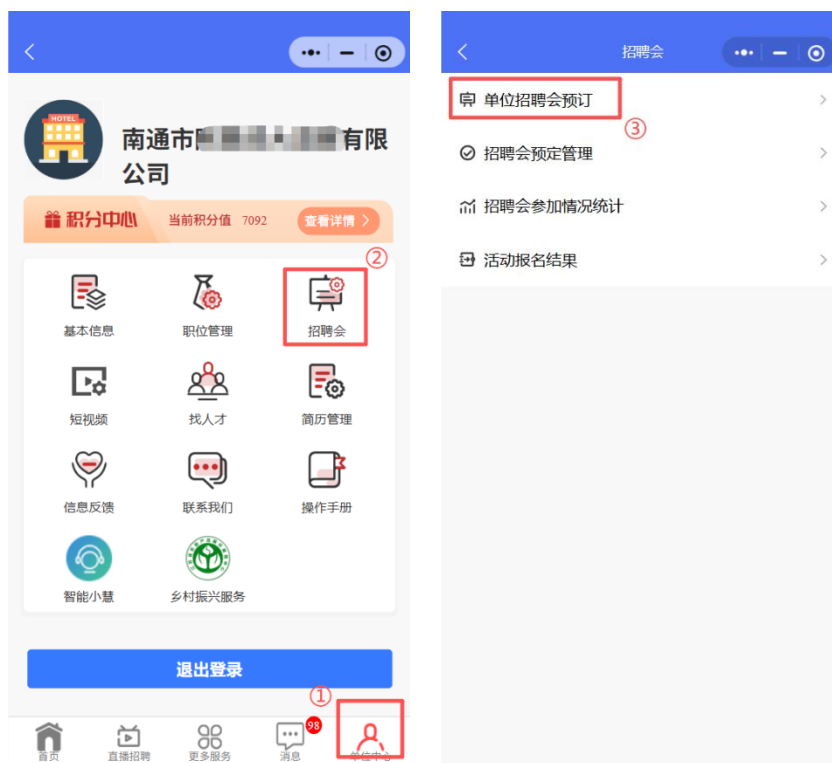 HOTEL
南通市
有限
公司
积分中心
当前积分值 7092
查看详情
②
基本信息
职位管理
招聘会
短视频
找人才
简历管理
信息反馈
联系我们
操作手册
智能小慧
乡村振兴服务
退出登录
①
98
首页
直播招聘
更多服务
消息
单位中心
招聘会
单位招聘会预订
③
招聘会预定管理
招聘会参加情况统计
活动报名结果